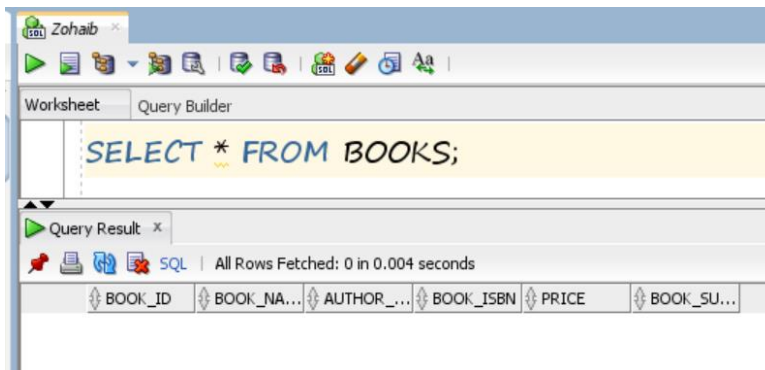 Zohaib
Worksheet Query Builder
SELECT * FROM BOOKS;
Query Result x
SQL | All Rows Fetched: 0 in 0.004 seconds
BOOK_ID BOOK_NA... AUTHOR_... BOOK_ISBN PRICE BOOK_SU...